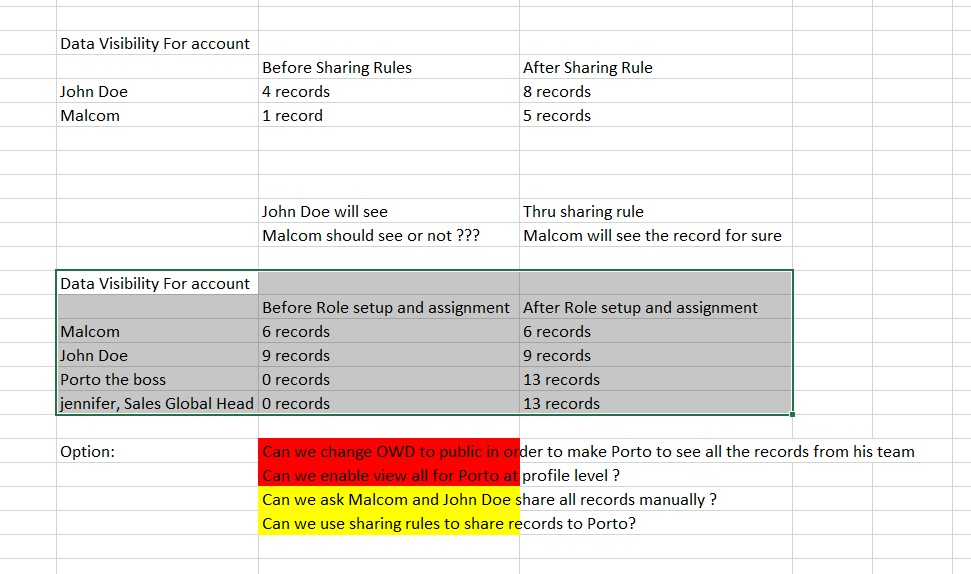 Data Visibility For account
Before Sharing Rules After Sharing Rule
John Doe 4 records 8 records
Malcom 1 record 5 records
John Doe will see Thru sharing rule
Malcom should see or not ??? Malcom will see the record for sure
Data Visibility For account
Before Role setup and assignment After Role setup and assignment
Malcom 6 records 6 records
John Doe 9 records 9 records
Porto the boss 0 records 13 records
jennifer, Sales Global Head 0 records 13 records
Option: Can we change OWD to public in order to make Porto to see all the records from his team
Can we enable view all for Porto at profile level ?
Can we ask Malcom and John Doe share all records manually ?
Can we use sharing rules to share records to Porto?